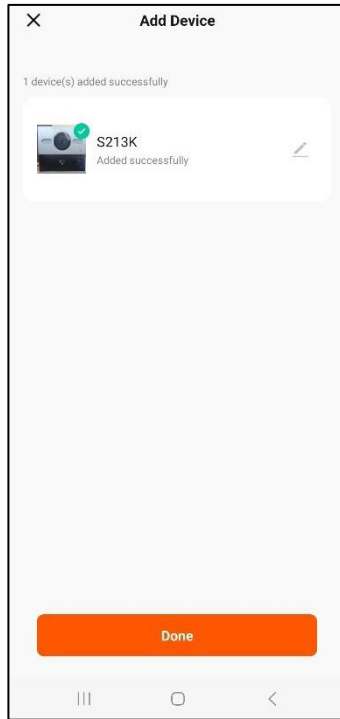 Add Device
1 device(s) added successfully
S213K
Added successfully
Done